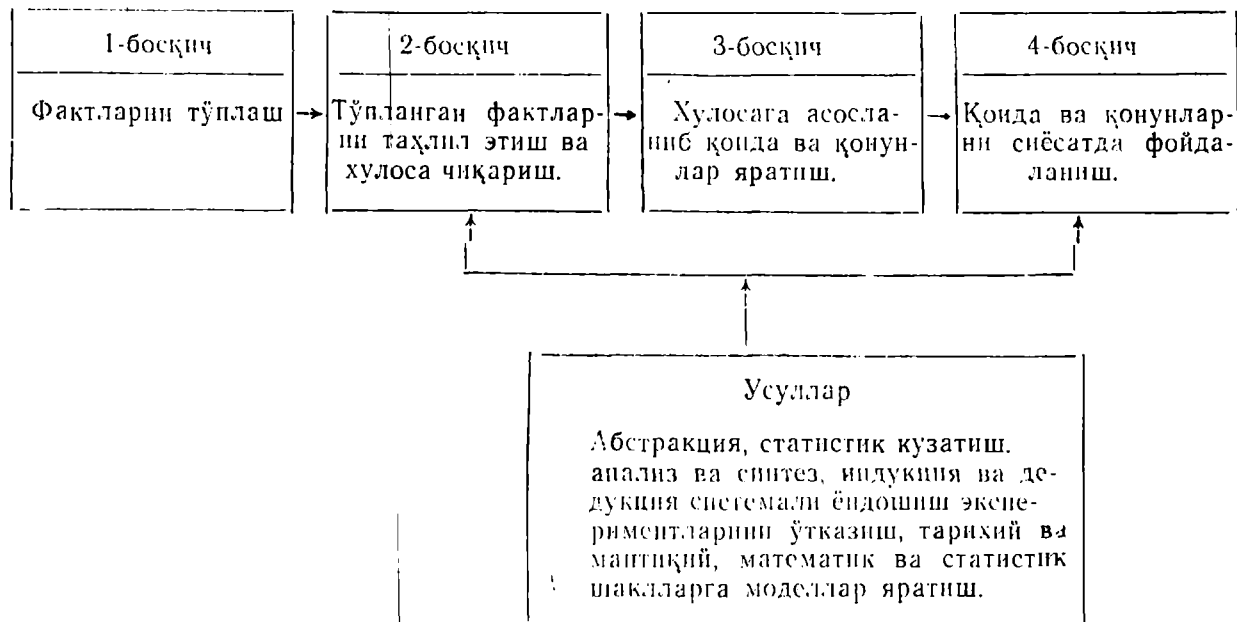 1-босқич
Фактларни тўплаш
2-босқич
Тўпланган фактлар-
ни таҳлил этиш ва
хулоса чиқариш.
3-босқич
Хулосага асосла-
ниб қоида ва қонун-
лар яратиш.
4-босқич
Қоида ва қонунлар-
ни сиёсатда фойда-
ланиш.
Усуллар
Абстракция, статистик кузатиш.
анализ ва синтез, индукция ва де-
дукция системали ёндошиш экспе-
риментларини ўтказиш, тарихий ва
мантиқий, математик ва статистик
шаклларга моделлар яратиш.